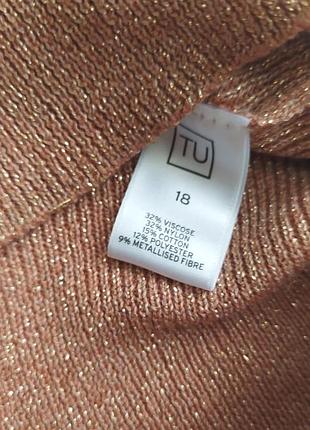 TU
18
32% VISCOSE
32% NYLON
15% COTTON
12% POLYESTER
9% METALLISED FIBRE